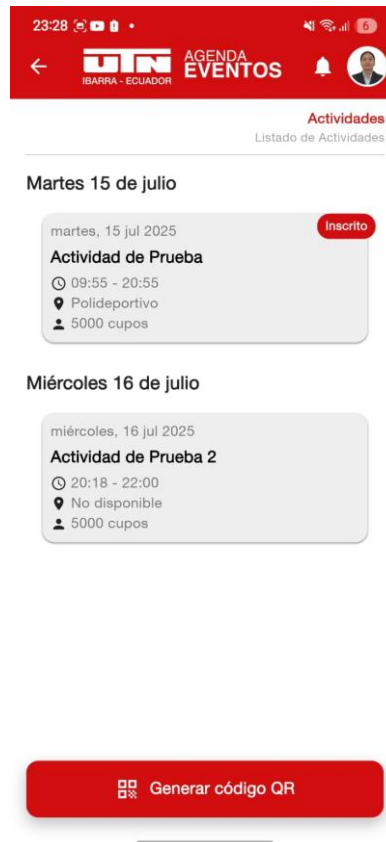 23:28
6
UTN
IBARRA - ECUADOR
AGENDA
EVENTOS
Actividades
Listado de Actividades
Martes 15 de julio
martes, 15 jul 2025
Inscrito
Actividad de Prueba
09:55 - 20:55
Polideportivo
5000 cupos
Miércoles 16 de julio
miércoles, 16 jul 2025
Actividad de Prueba 2
20:18 - 22:00
No disponible
5000 cupos
Generar código QR